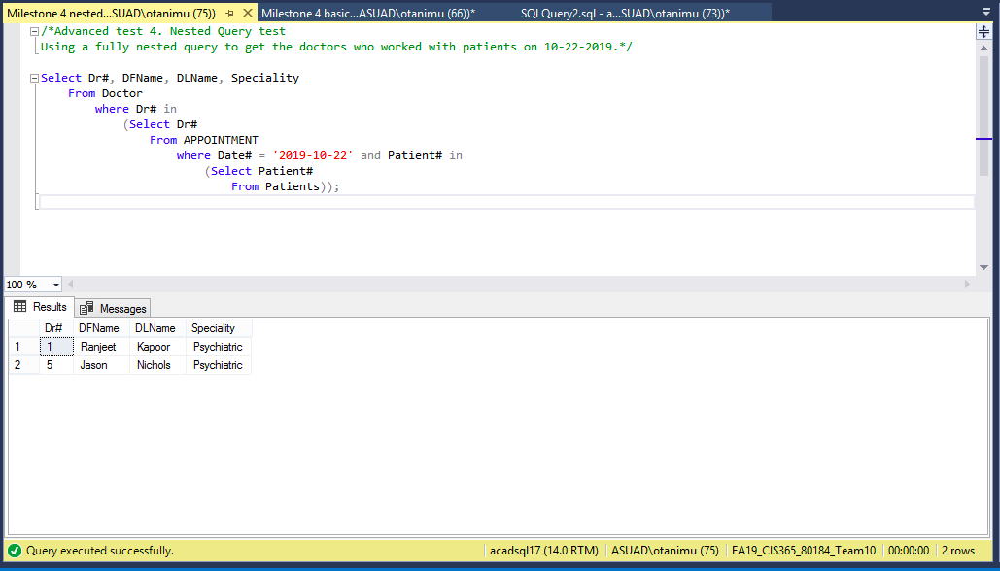 Milestone 4 nested...SUAD\otanimu (75)) Milestone 4 basic...ASUAD\otanimu (66))* SQLQuery2.sql - a...SUAD\otanimu (73))*
/*Advanced test 4. Nested Query test
Using a fully nested query to get the doctors who worked with patients on 10-22-2019.*/
Select Dr#, DFName, DLName, Speciality
From Doctor
where Dr# in
(Select Dr#
From APPOINTMENT
where Date# = '2019-10-22' and Patient# in
(Select Patient#
From Patients));
100 %
Results Messages
Dr# DFName DLName Speciality
1 1 Ranjeet Kapoor Psychiatric
2 5 Jason Nichols Psychiatric
Query executed successfully. acadsql17 (14.0 RTM) ASUAD\otanimu (75) FA19_CIS365_80184_Team10 00:00:00 2 rows